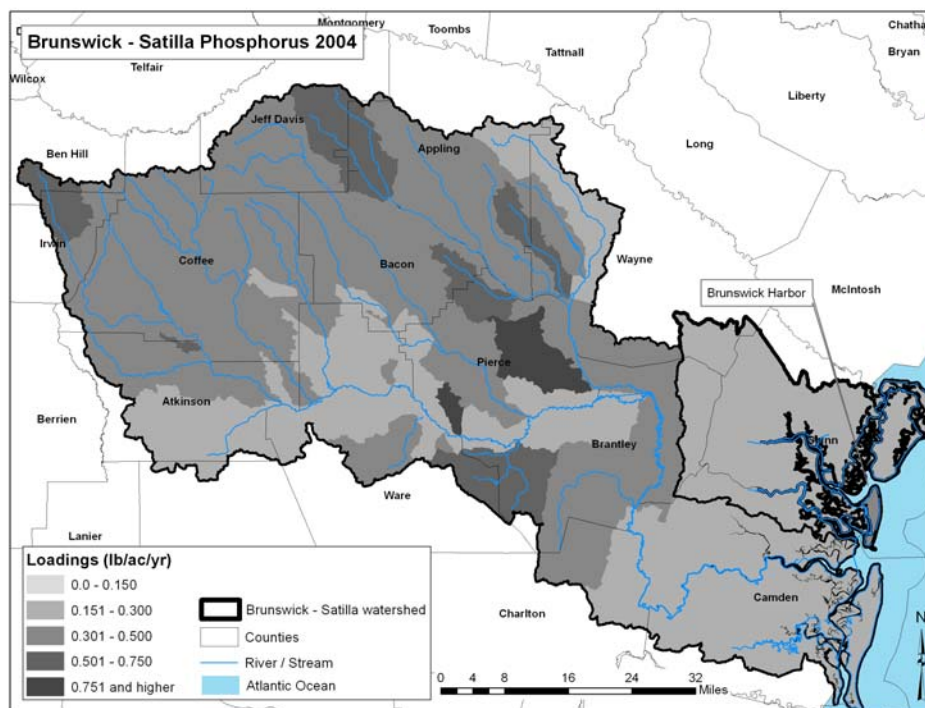 Brunswick - Satilla Phosphorus 2004
Montgomery
Toombs
Chatha
Bryan
Tattnall
Telfair
Wilcox
Liberty
Jeff Davis
Appling
Long
Ben Hill
Irwin
Coffee
Bacon
Wayne
McIntosh
Brunswick Harbor
Pierce
Atkinson
Berrien
Brantley
Glynn
Ware
Lanier
Charlton
Camden
Loadings (lb/ac/yr)
0.0 - 0.150
0.151 - 0.300
0.301 - 0.500
0.501 - 0.750
0.751 and higher
Brunswick - Satilla watershed
Counties
River / Stream
Atlantic Ocean
N
0 4 8 16 24 32
Miles